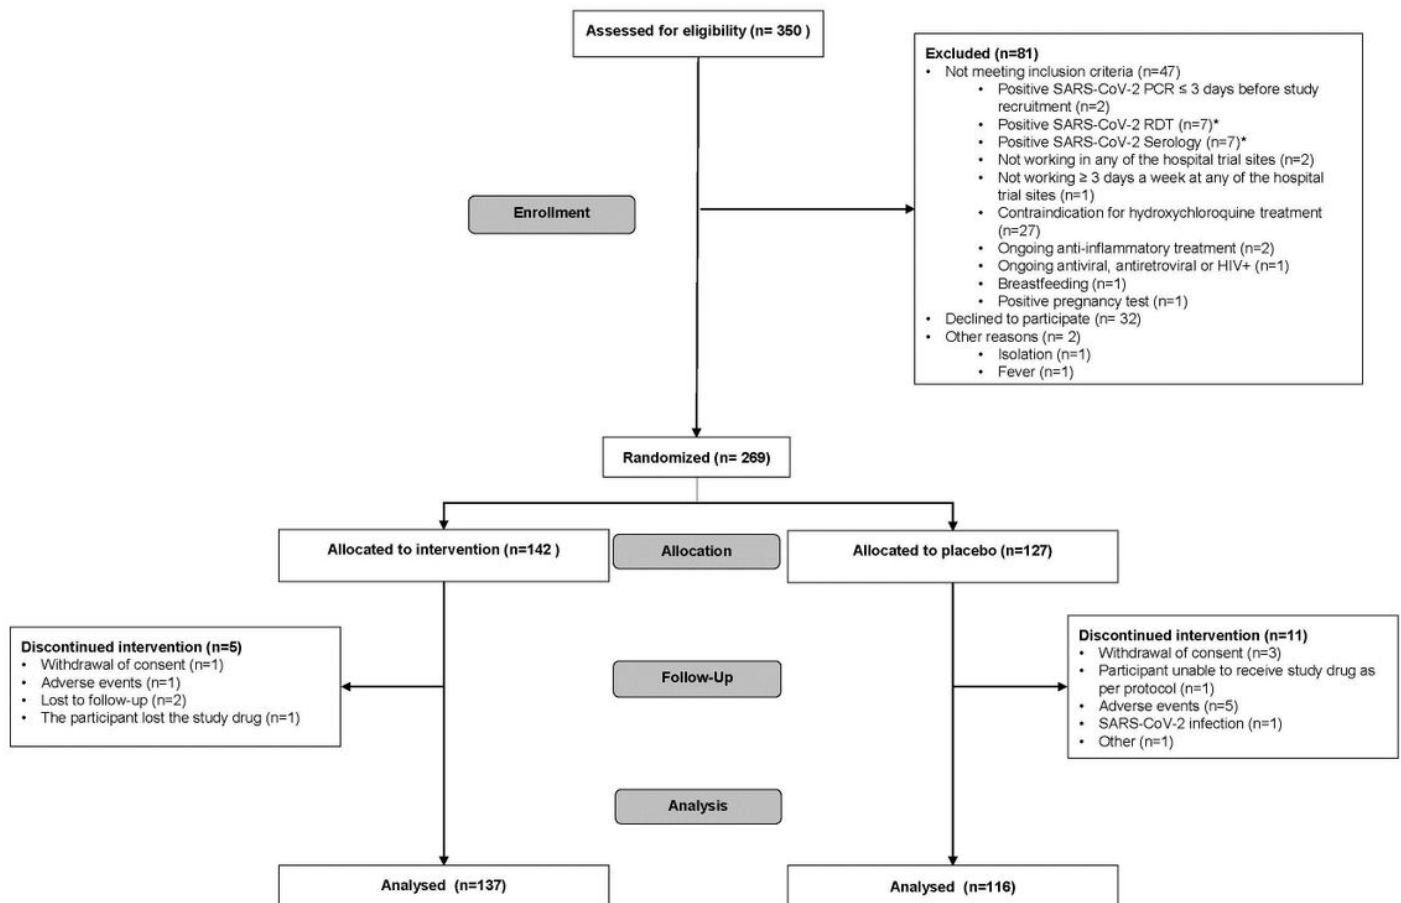 Assessed for eligibility (n= 350 )
Excluded (n=81)
• Not meeting inclusion criteria (n=47)
• Positive SARS-CoV-2 PCR ≤ 3 days before study
recruitment (n=2)
• Positive SARS-CoV-2 RDT (n=7)*
• Positive SARS-CoV-2 Serology (n=7)*
• Not working in any of the hospital trial sites (n=2)
• Not working ≥ 3 days a week at any of the hospital
trial sites (n=1)
• Contraindication for hydroxychloroquine treatment
(n=27)
• Ongoing anti-inflammatory treatment (n=2)
• Ongoing antiviral, antiretroviral or HIV+ (n=1)
• Breastfeeding (n=1)
• Positive pregnancy test (n=1)
• Declined to participate (n= 32)
• Other reasons (n= 2)
• Isolation (n=1)
• Fever (n=1)
Enrollment
Randomized (n= 269)
Allocated to intervention (n=142 )
Allocation
Allocated to placebo (n=127)
Discontinued intervention (n=5)
• Withdrawal of consent (n=1)
• Adverse events (n=1)
• Lost to follow-up (n=2)
• The participant lost the study drug (n=1)
Follow-Up
Discontinued intervention (n=11)
• Withdrawal of consent (n=3)
• Participant unable to receive study drug as
per protocol (n=1)
• Adverse events (n=5)
• SARS-CoV-2 infection (n=1)
• Other (n=1)
Analysis
Analysed (n=137)
Analysed (n=116)